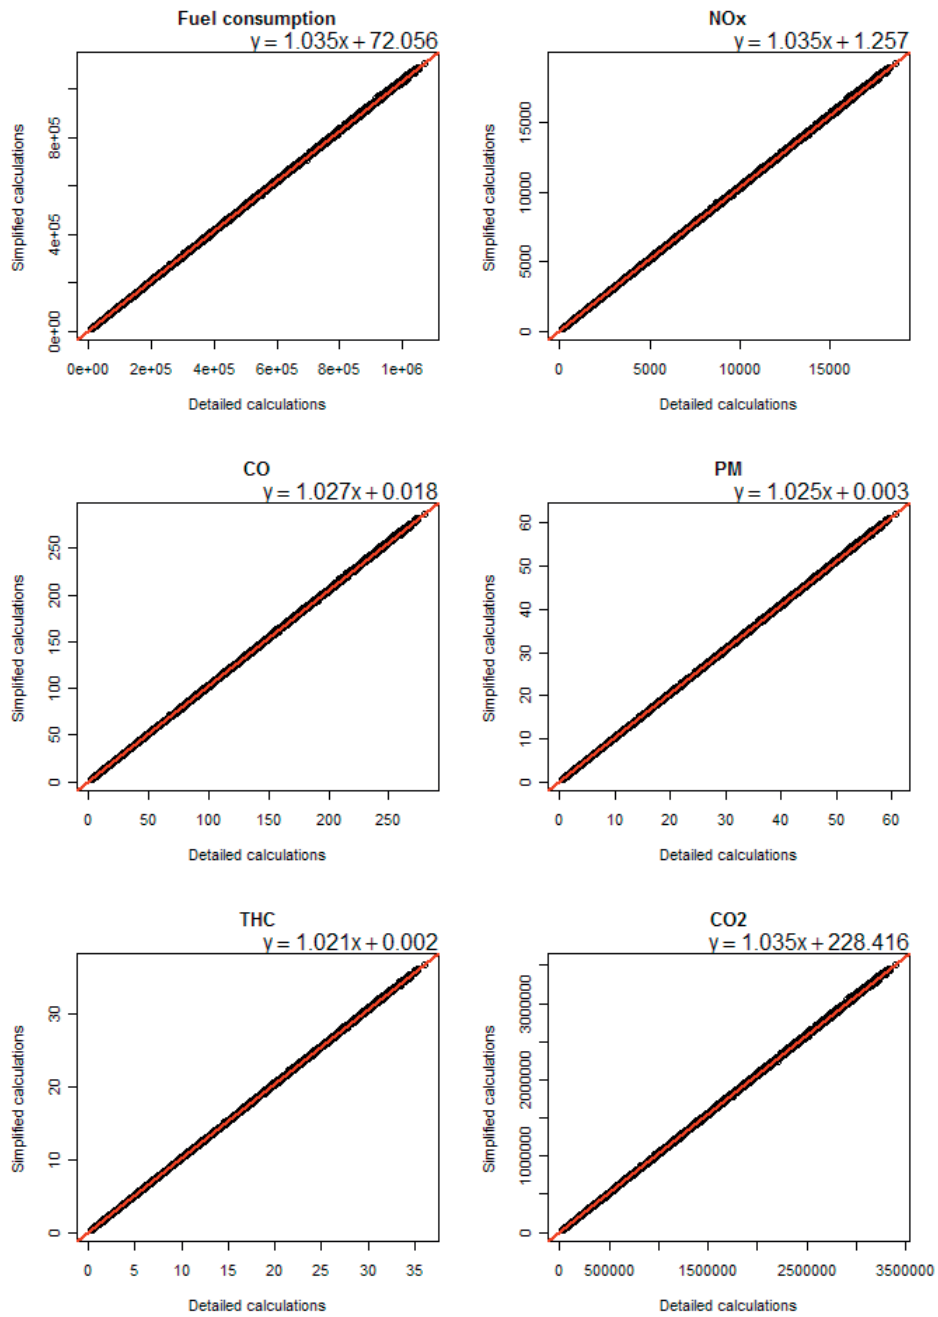 Fuel consumption
y = 1.035x + 72.056
Simplified calculations
0e+00 4e+05 8e+05
0e+00 2e+05 4e+05 6e+05 8e+05 1e+06
Detailed calculations
NOx
y = 1.035x + 1.257
Simplified calculations
0 5000 10000 15000
0 5000 10000 15000
Detailed calculations
CO
y = 1.027x + 0.018
Simplified calculations
0 50 100 150 200 250
0 50 100 150 200 250
Detailed calculations
PM
y = 1.025x + 0.003
Simplified calculations
0 10 20 30 40 50 60
0 10 20 30 40 50 60
Detailed calculations
THC
y = 1.021x + 0.002
Simplified calculations
0 10 20 30
0 5 10 15 20 25 30 35
Detailed calculations
CO2
y = 1.035x + 228.416
Simplified calculations
0 1000000 2000000 3000000
0 500000 1500000 2500000 3500000
Detailed calculations